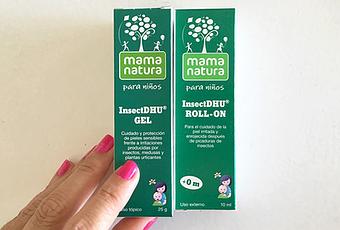 mama
natura
para niños
InsectDHU®
GEL
Cuidado y protección
de pieles sensibles
frente a irritaciones
producidas por
insectos, medusas y
plantas urticantes
tópico
25 g
mama
natura
para niños
InsectDHU®
ROLL-ON
Para el cuidado de la
piel irritada y
enrojecida después
de picaduras de
insectos
+0 m
Uso externo
10 ml